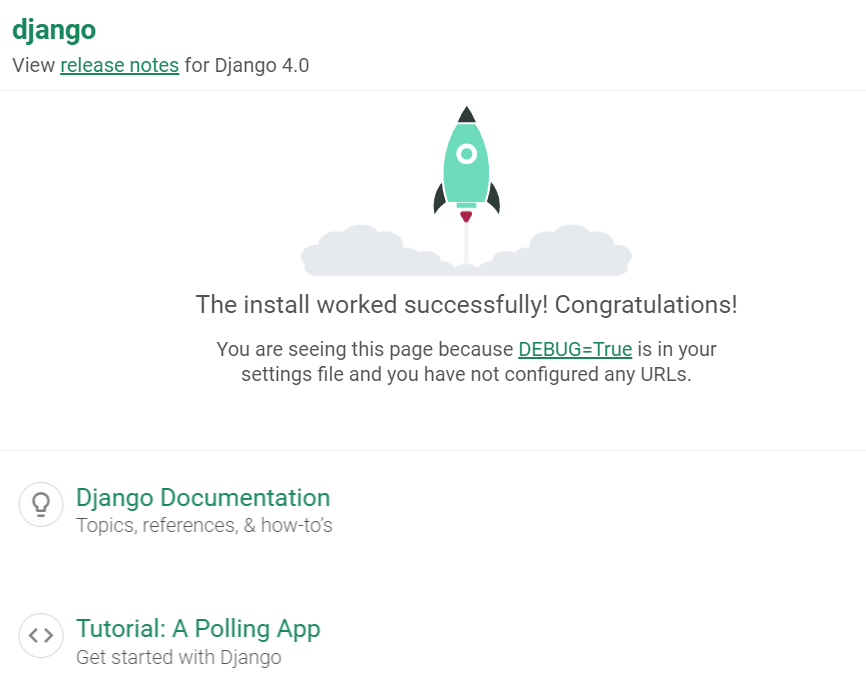 django
View release notes for Django 4.0
The install worked successfully! Congratulations!
You are seeing this page because DEBUG=True is in your
settings file and you have not configured any URLs.
Django Documentation
Topics, references, & how-to’s
Tutorial: A Polling App
Get started with Django